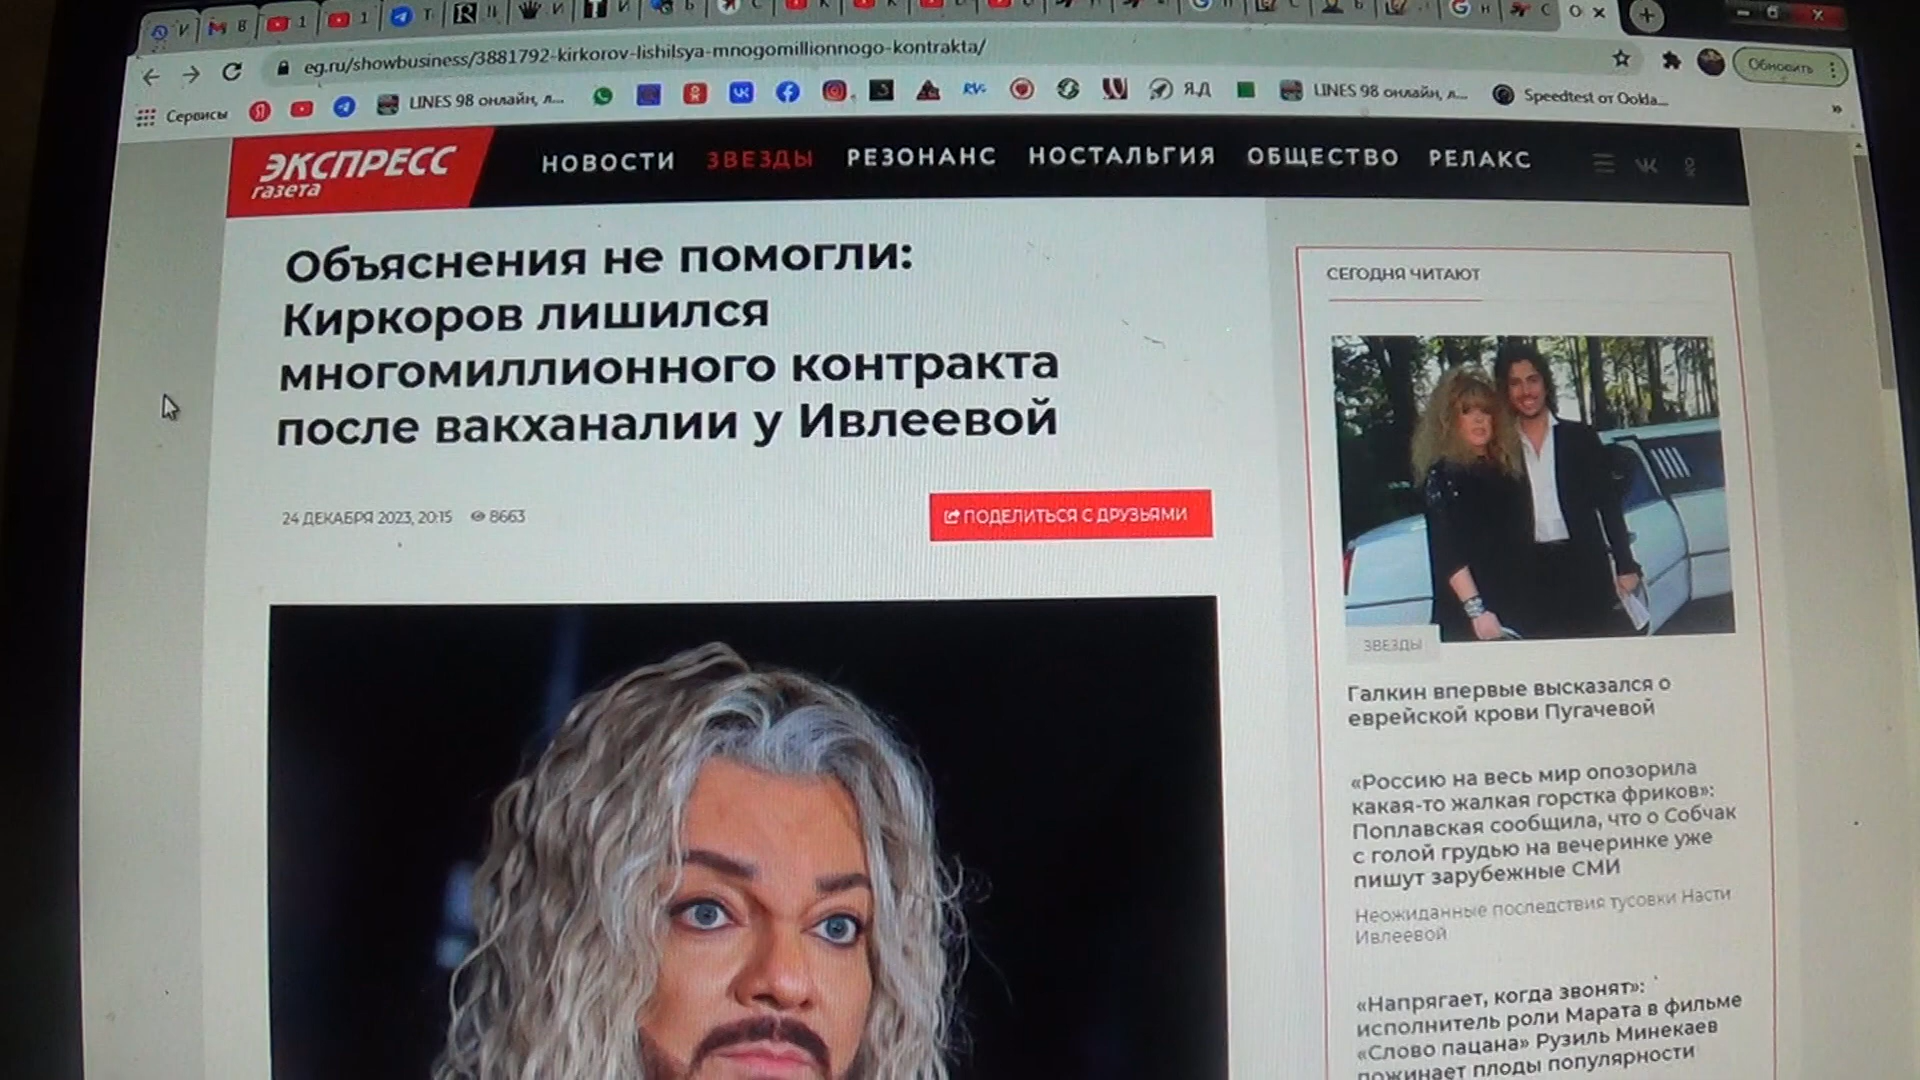 eg.ru/showbusiness/3881792-kirkorov-lishilsya-mnogomillionnogo-kontrakta/
Обновить
Сервисы
LINES 98 онлайн, л...
ЯД
LINES 98 онлайн, л...
Speedtest от Ookla...
ЭКСПРЕСС
газета
НОВОСТИ ЗВЕЗДЫ РЕЗОНАНС НОСТАЛЬГИЯ ОБЩЕСТВО РЕЛАКС
Объяснения не помогли:
Киркоров лишился
многомиллионного контракта
после вакханалии у Ивлеевой
24 ДЕКАБРЯ 2023, 20:15 8663
ПОДЕЛИТЬСЯ С ДРУЗЬЯМИ
СЕГОДНЯ ЧИТАЮТ
ЗВЕЗДЫ
Галкин впервые высказался о
еврейской крови Пугачевой
«Россию на весь мир опозорила
какая-то жалкая горстка фриков»:
Поплавская сообщила, что о Собчак
с голой грудью на вечеринке уже
пишут зарубежные СМИ
Неожиданные последствия тусовки Насти
Ивлеевой
«Напрягает, когда звонят»:
исполнитель роли Марата в фильме
«Слово пацана» Рузиль Минекаев
пожинает плоды популярности